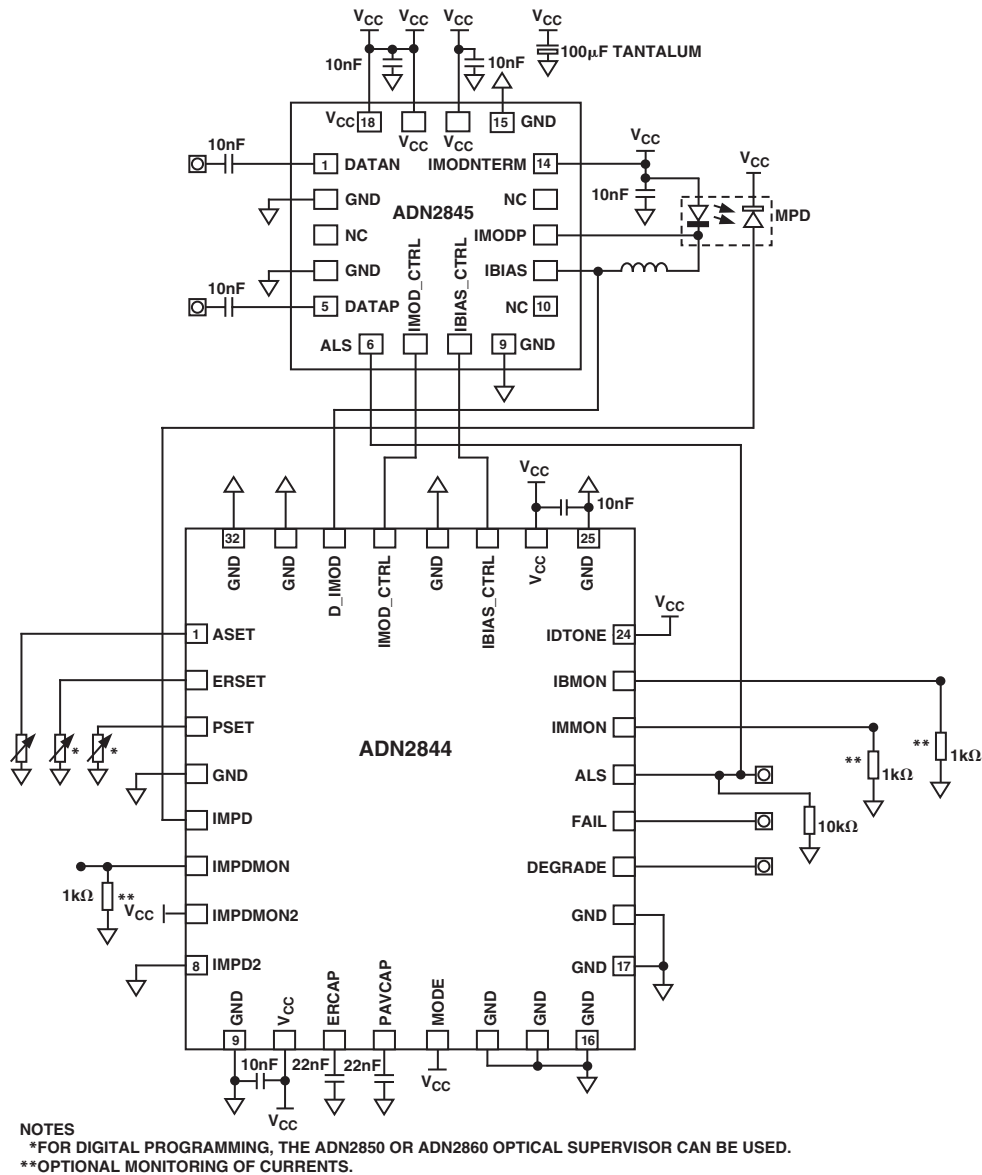 VCC VCC VCC VCC
10nF 10nF 100µF TANTALUM
VCC 18 VCC VCC 15 GND
10nF 1 DATAN IMODNTERM 14 VCC VCC
GND NC 10nF MPD
ADN2845
NC IMODP
GND IBIAS
10nF 5 DATAP IMOD_CTRL IBIAS_CTRL NC 10
ALS 6 9 GND
VCC 10nF
32 25
GND GND D_IMOD IMOD_CTRL GND IBIAS_CTRL VCC GND
1 ASET IDTONE 24 VCC
ERSET IBMON
PSET IMMON
* * ADN2844 ** 1kΩ ** 1kΩ
GND ALS
IMPD FAIL 10kΩ
IMPDMON DEGRADE
1kΩ **
VCC IMPDMON2 GND
8 IMPD2 GND 17
GND VCC ERCAP PAVCAP MODE GND GND GND
9 16
10nF 22nF 22nF
VCC VCC
NOTES
*FOR DIGITAL PROGRAMMING, THE ADN2850 OR ADN2860 OPTICAL SUPERVISOR CAN BE USED.
**OPTIONAL MONITORING OF CURRENTS.